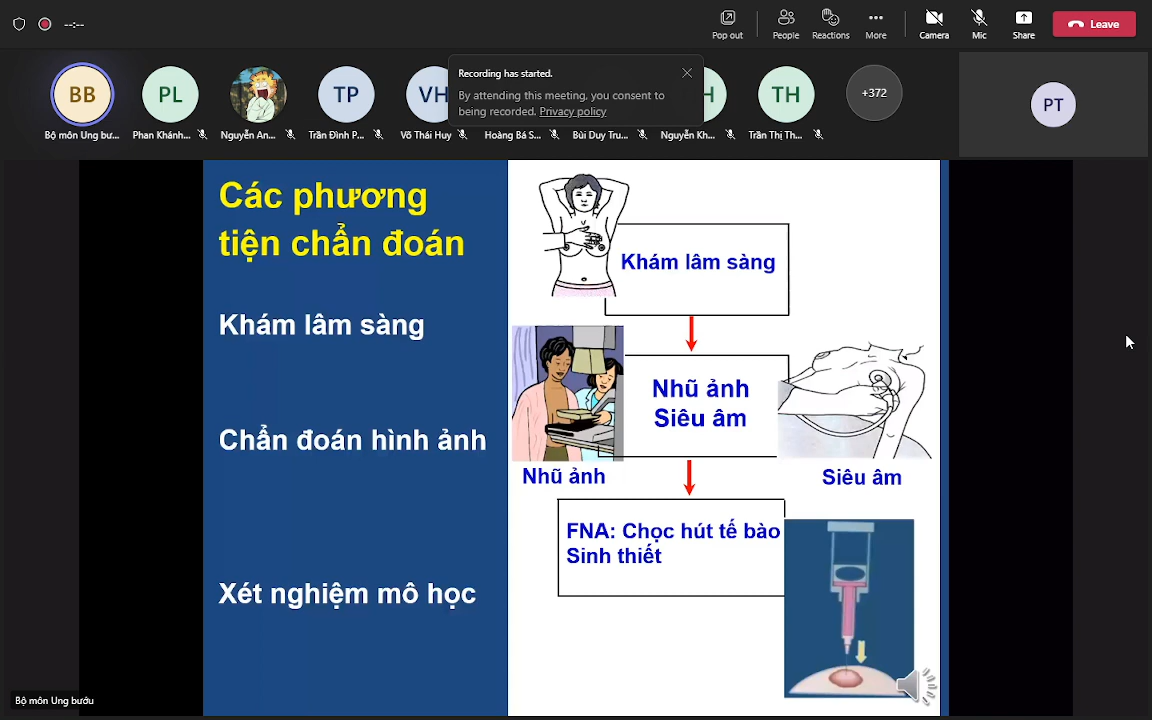 --:--
Pop out
People
Reactions
More
Camera
Mic
Share
Leave
BB
PL
TP
VH
H
TH
+372
PT
Recording has started.
By attending this meeting, you consent to
being recorded. Privacy policy
Bộ môn Ung bư...
Phan Khánh...
Nguyễn An...
Trần Đình P...
Võ Thái Huy
Hoàng Bá S...
Bùi Duy Tru...
Nguyễn Kh...
Trần Thị Th...
Các phương
tiện chẩn đoán
Khám lâm sàng
Chẩn đoán hình ảnh
Xét nghiệm mô học
Khám lâm sàng
Nhũ ảnh
Siêu âm
Nhũ ảnh
Siêu âm
FNA: Chọc hút tế bào
Sinh thiết
Bộ môn Ung bướu